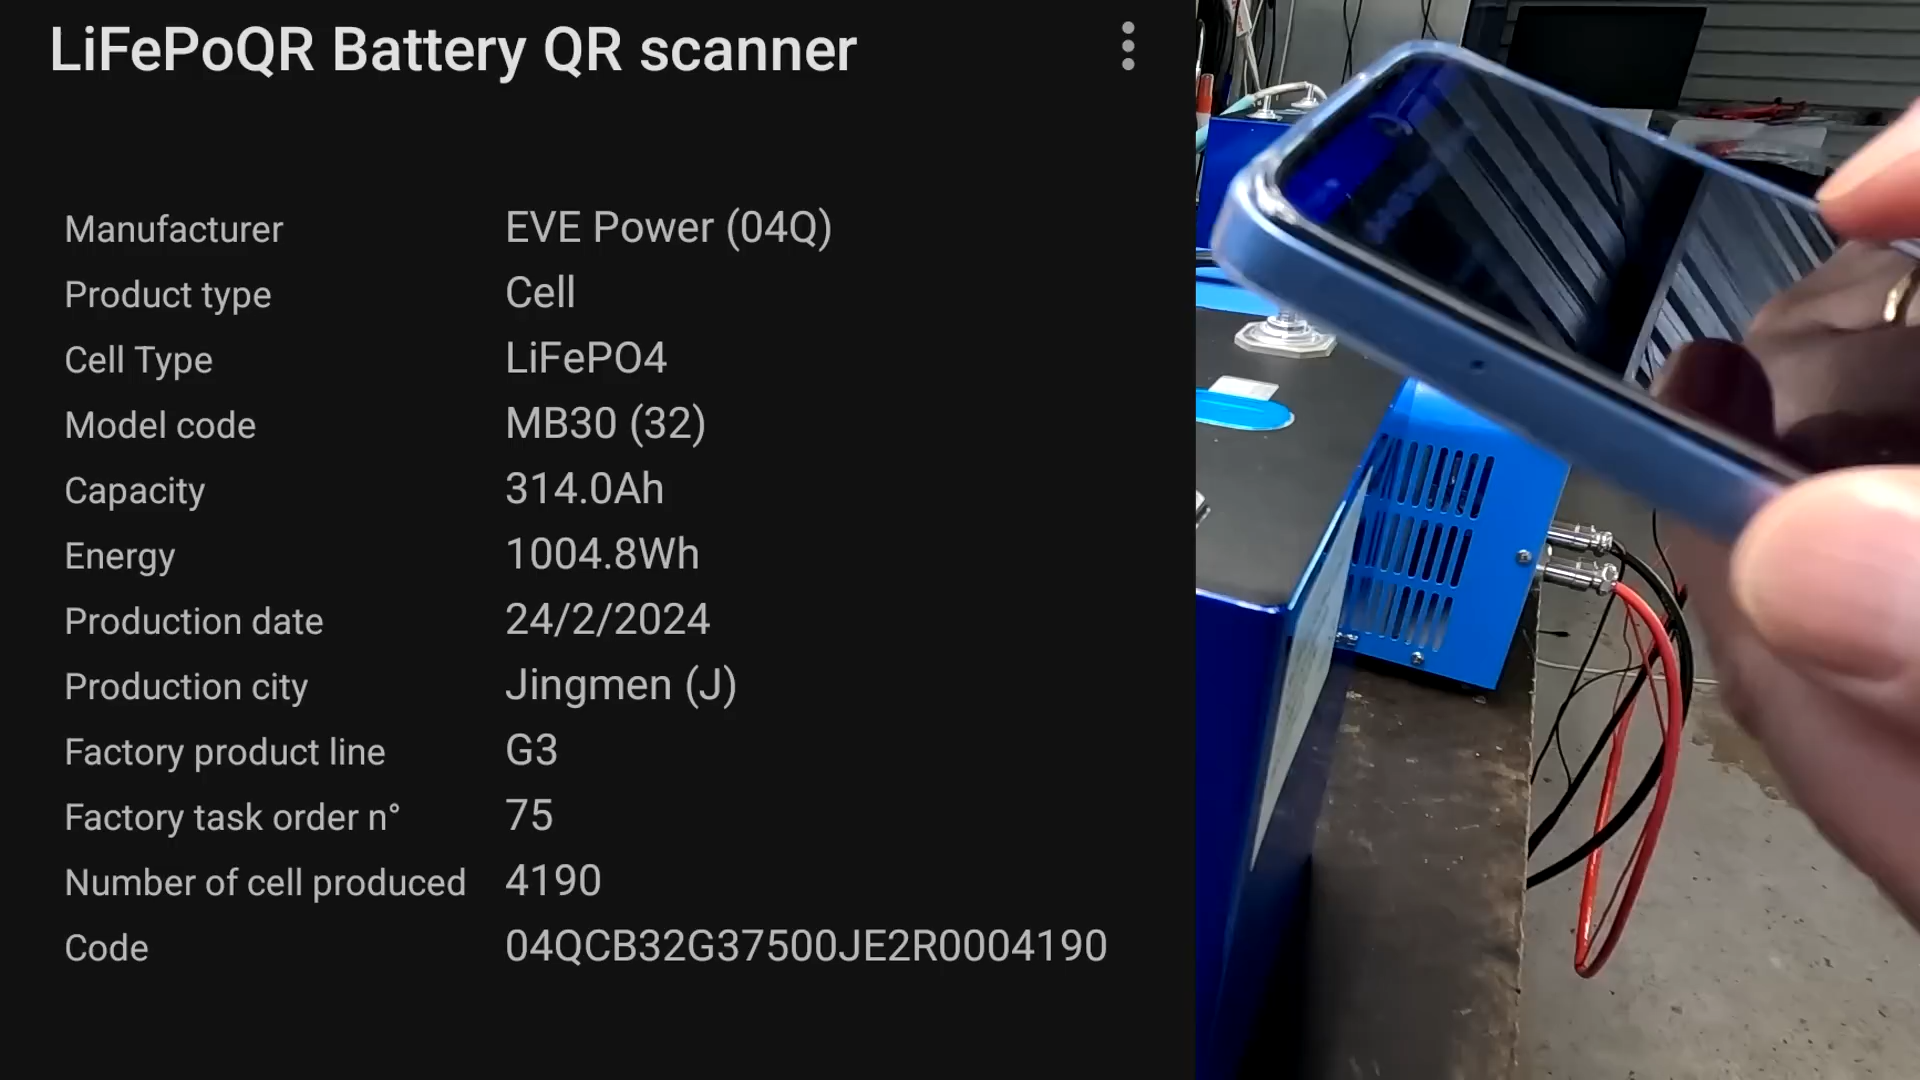 LiFePoQR Battery QR scanner
Manufacturer EVE Power (04Q)
Product type Cell
Cell Type LiFePO4
Model code MB30 (32)
Capacity 314.0Ah
Energy 1004.8Wh
Production date 24/2/2024
Production city Jingmen (J)
Factory product line G3
Factory task order n° 75
Number of cell produced 4190
Code 04QCB32G37500JE2R0004190